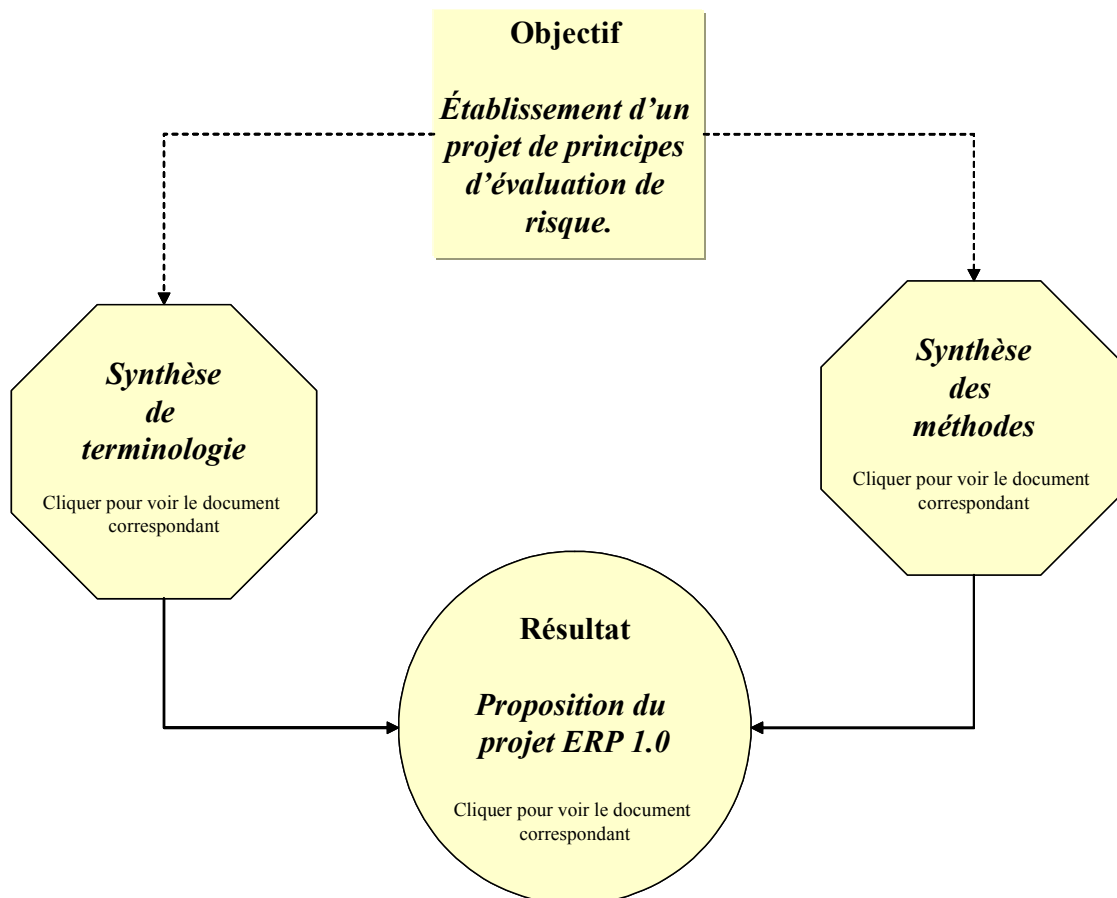 Objectif
Établissement d'un
projet de principes
d'évaluation de
risque.
Synthèse
de
terminologie
Cliquer pour voir le document
correspondant
Synthèse
des
méthodes
Cliquer pour voir le document
correspondant
Résultat
Proposition du
projet ERP 1.0
Cliquer pour voir le document
correspondant